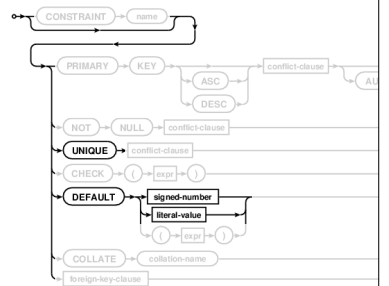 CONSTRAINT name
PRIMARY KEY conflict-clause
ASC AU
DESC
NOT NULL conflict-clause
UNIQUE conflict-clause
CHECK ( expr )
DEFAULT signed-number
literal-value
( expr )
COLLATE collation-name
foreign-key-clause